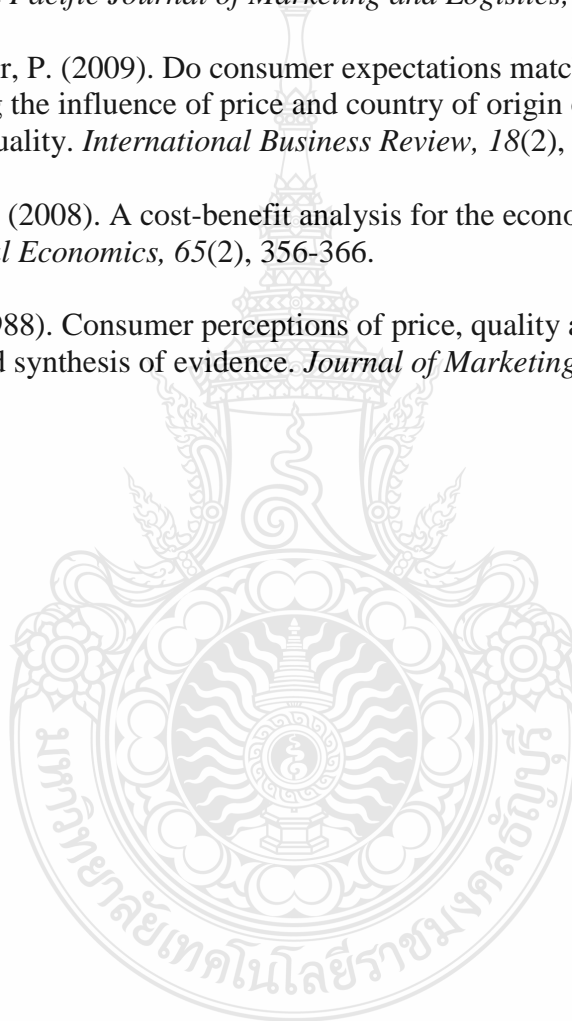 Pacific Journal of Marketing and Logistics,
r, P. (2009). Do consumer expectations matc
g the influence of price and country of origin
uality. International Business Review, 18(2),
(2008). A cost-benefit analysis for the econo
l Economics, 65(2), 356-366.
988). Consumer perceptions of price, quality a
d synthesis of evidence. Journal of Marketing
มหาวิทยาลัยเทคโนโลยีราชมงคลธัญบุรี